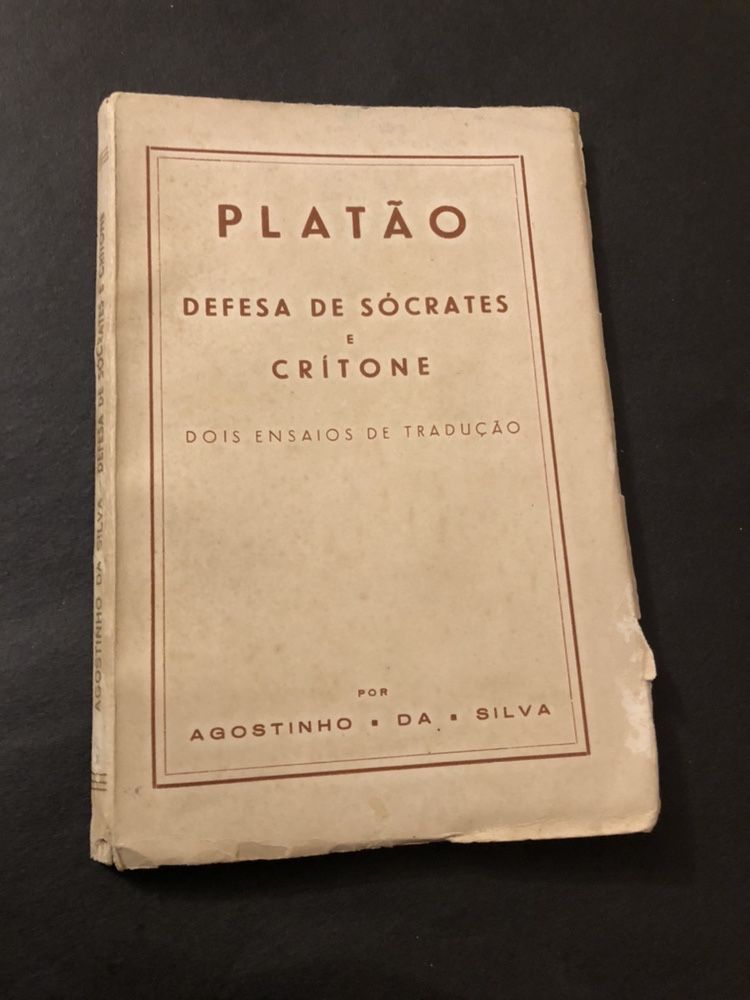 PLATÃO
DEFESA DE SÓCRATES
E
CRÍTONE
DOIS ENSAIOS DE TRADUÇÃO
POR
AGOSTINHO ▪ DA ▪ SILVA
AGOSTINHO DA SILVA - DEFESA DE SÓCRATES E CRÍTONE